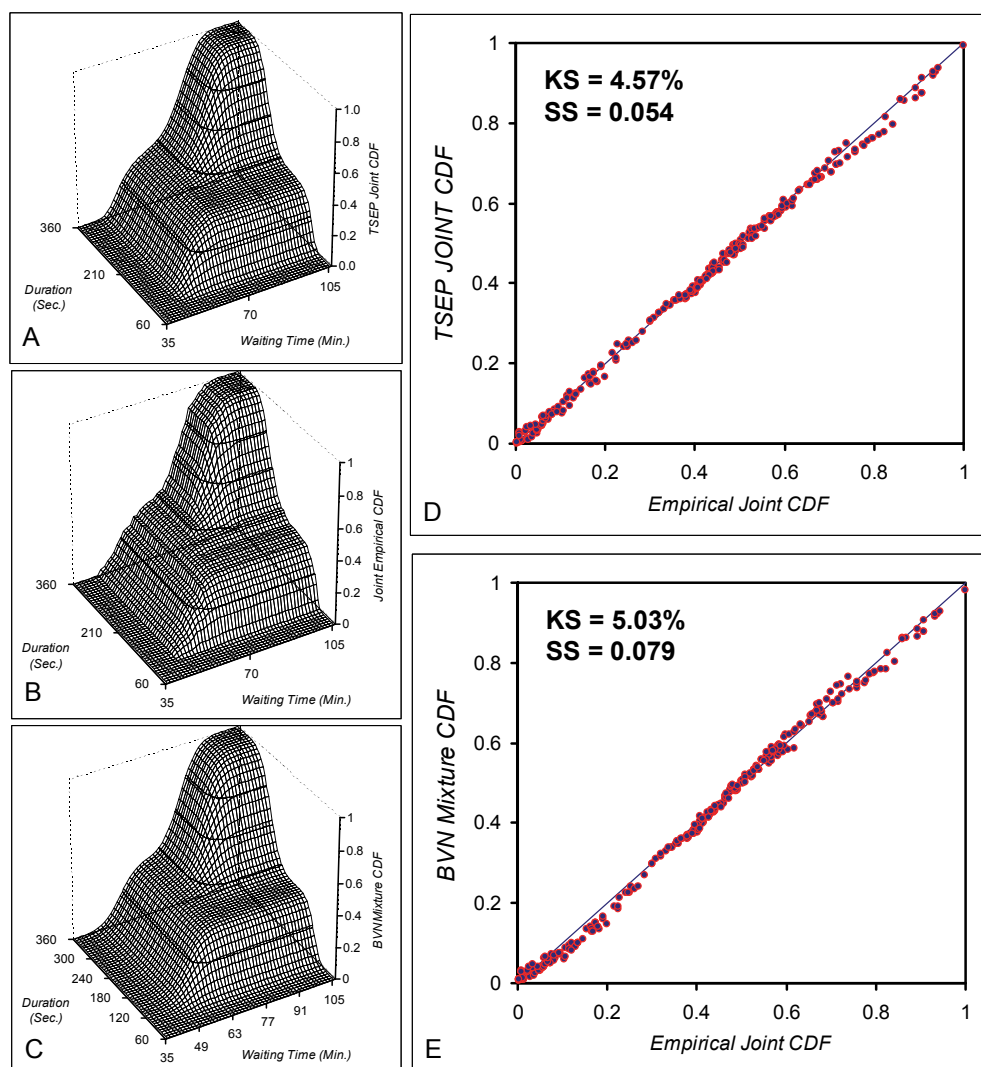 1.0
0.8
0.6
0.4
0.2
0.0
TSEP Joint CDF
360
210
60
Duration
(Sec.)
35
70
105
Waiting Time (Min.)
A
1
0.8
0.6
0.4
0.2
0
Joint Empirical CDF
360
210
60
Duration
(Sec.)
35
70
105
Waiting Time (Min.)
B
1
0.8
0.6
0.4
0.2
0
BVN Mixture CDF
360
300
240
180
120
60
Duration
(Sec.)
35
49
63
77
91
105
Waiting Time (Min.)
C
KS = 4.57%
SS = 0.054
1
0.8
0.6
0.4
0.2
0
TSEP JOINT CDF
0 0.2 0.4 0.6 0.8 1
Empirical Joint CDF
D
KS = 5.03%
SS = 0.079
1
0.8
0.6
0.4
0.2
0
BVN Mixture CDF
0 0.2 0.4 0.6 0.8 1
Empirical Joint CDF
E